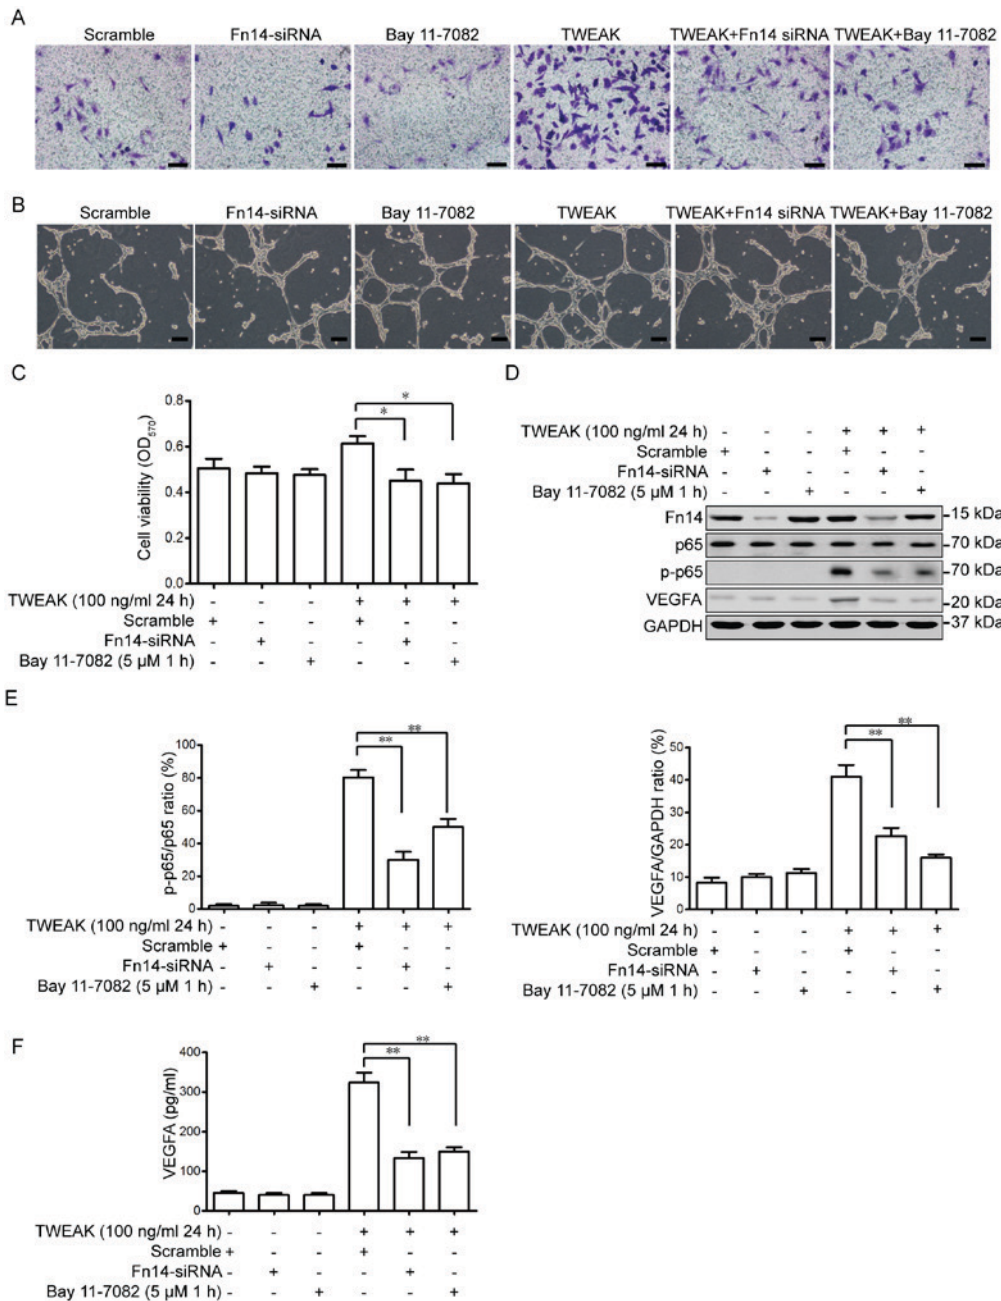 A
Scramble Fn14-siRNA Bay 11-7082 TWEAK TWEAK+Fn14 siRNA TWEAK+Bay 11-7082
B
Scramble Fn14-siRNA Bay 11-7082 TWEAK TWEAK+Fn14 siRNA TWEAK+Bay 11-7082
C
Cell viability (OD570)
0.8
0.6
0.4
0.2
0.0
* *
TWEAK (100 ng/ml 24 h) - - - + + +
Scramble + - - + - -
Fn14-siRNA - + - - + -
Bay 11-7082 (5 µM 1 h) - - + - - +
D
TWEAK (100 ng/ml 24 h) - - - + + +
Scramble + - - + - -
Fn14-siRNA - + - - + -
Bay 11-7082 (5 µM 1 h) - - + - - +
Fn14 -15 kDa
p65 -70 kDa
p-p65 -70 kDa
VEGFA -20 kDa
GAPDH -37 kDa
E
p-p65/p65 ratio (%)
100
80
60
40
20
0
** **
TWEAK (100 ng/ml 24 h) - - - + + +
Scramble + - - + - -
Fn14-siRNA - + - - + -
Bay 11-7082 (5 µM 1 h) - - + - - +
VEGFA/GAPDH ratio (%)
50
40
30
20
10
0
** **
TWEAK (100 ng/ml 24 h) - - - + + +
Scramble + - - + - -
Fn14-siRNA - + - - + -
Bay 11-7082 (5 µM 1 h) - - + - - +
F
VEGFA (pg/ml)
400
300
200
100
0
** **
TWEAK (100 ng/ml 24 h) - - - + + +
Scramble + - - + - -
Fn14-siRNA - + - - + -
Bay 11-7082 (5 µM 1 h) - - + - - +